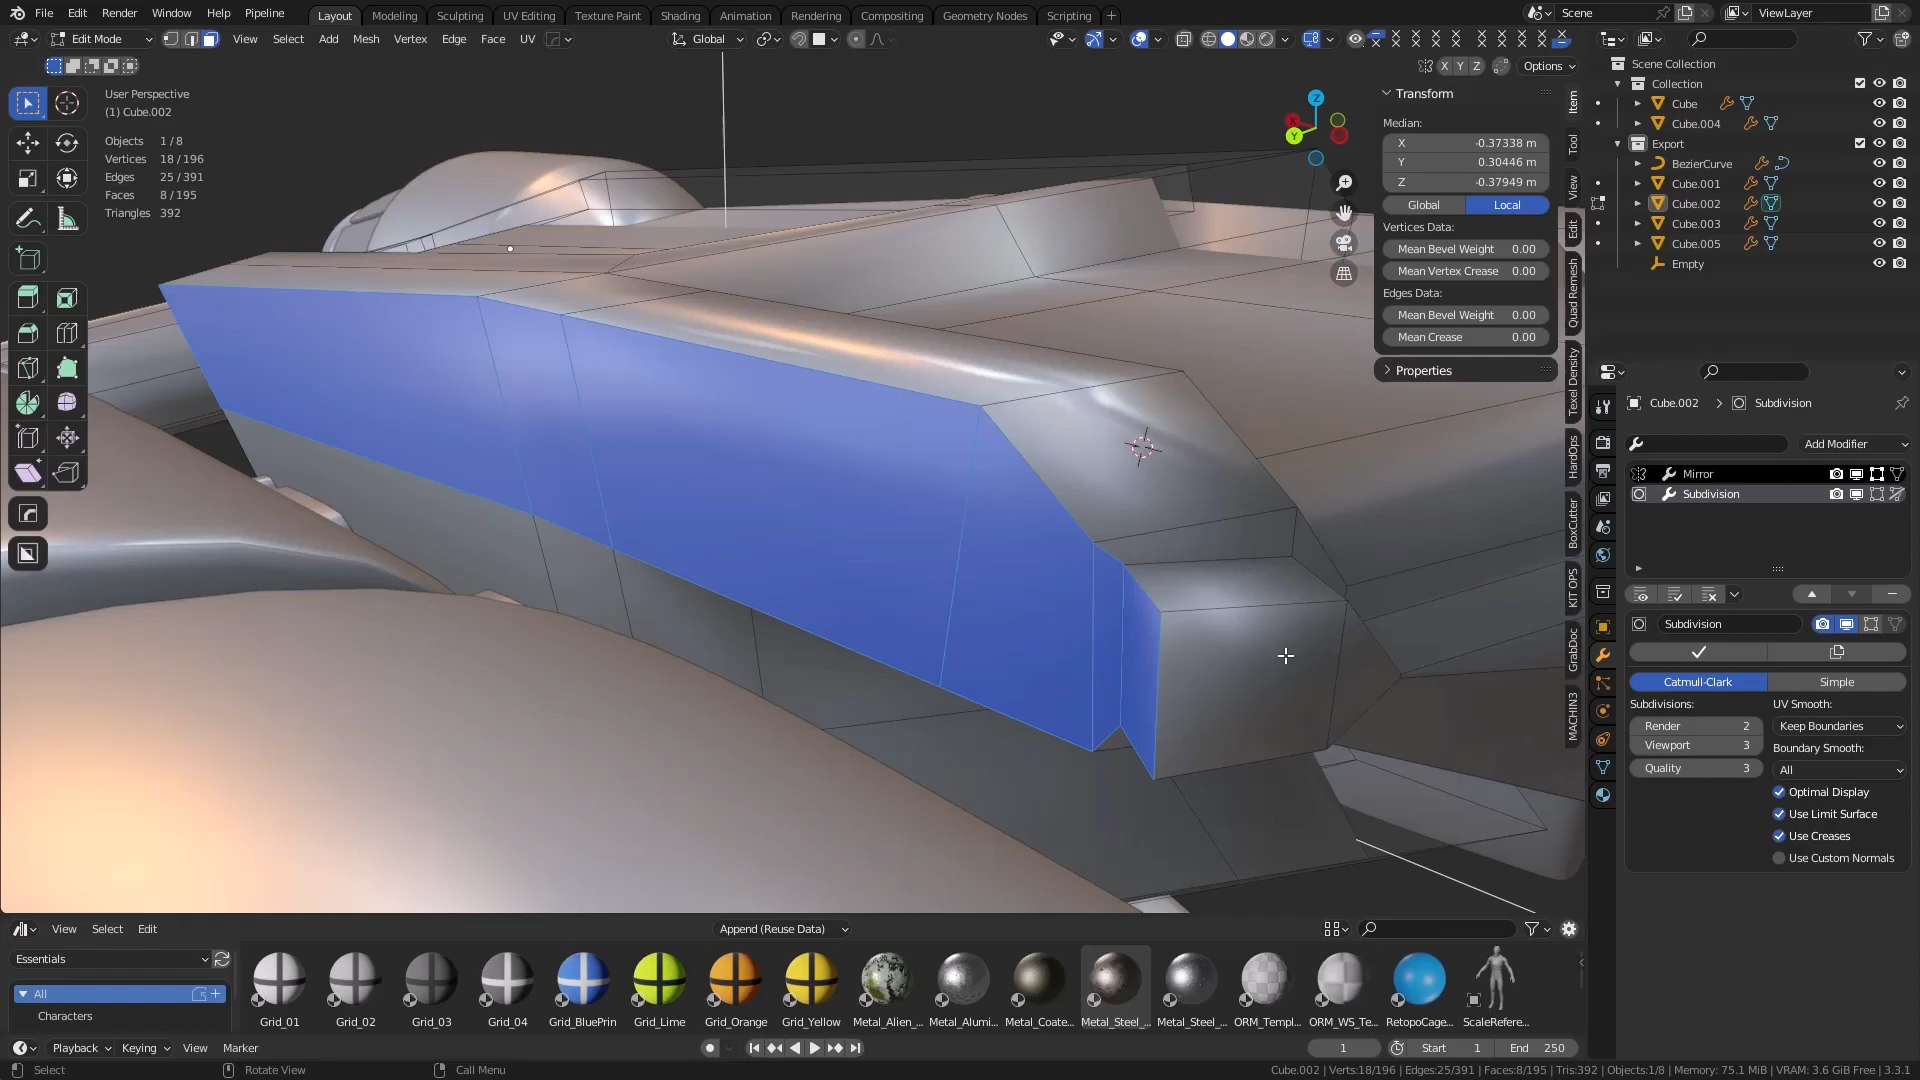 File Edit Render Window Help Pipeline Layout Modeling Sculpting UV Editing Texture Paint Shading Animation Rendering Compositing Geometry Nodes Scripting + Scene ViewLayer
Edit Mode View Select Add Mesh Vertex Edge Face UV Global
X Y Z Options
User Perspective
(1) Cube.002
Objects 1/8
Vertices 18/196
Edges 25/391
Faces 8/195
Triangles 392
Z
X
Y
Transform
Median:
X -0.37338 m
Y 0.30446 m
Z -0.37949 m
Global Local
Vertices Data:
Mean Bevel Weight 0.00
Mean Vertex Crease 0.00
Edges Data:
Mean Bevel Weight 0.00
Mean Crease 0.00
Properties
Item
Tool
View
Edit
Quad Remesh
Texel Density
HardOps
BoxCutter
KIT OPS
GrabDoc
MACHIN3
Scene Collection
Collection
Cube
Cube.004
Export
BezierCurve
Cube.001
Cube.002
Cube.003
Cube.005
Empty
Cube.002 > Subdivision
Add Modifier
Mirror
Subdivision
Subdivision
Catmull-Clark Simple
Subdivisions: UV Smooth:
Render 2 Keep Boundaries
Viewport 3 Boundary Smooth:
Quality 3 All
Optimal Display
Use Limit Surface
Use Creases
Use Custom Normals
View Select Edit Append (Reuse Data)
Essentials
All
Characters
Grid_01 Grid_02 Grid_03 Grid_04 Grid_BluePrin Grid_Lime Grid_Orange Grid_Yellow Metal_Alien_... Metal_Alumi... Metal_Coate... Metal_Steel_... Metal_Steel_... ORM_Templ... ORM_WS_Te... RetopoCage... ScaleRefere...
Playback Keying View Marker 1 Start 1 End 250
Select Rotate View Call Menu Cube.002 | Verts:18/196 | Edges:25/391 | Faces:8/195 | Tris:392 | Objects:1/8 | Memory: 75.1 MiB | VRAM: 3.6 GiB Free | 3.3.1